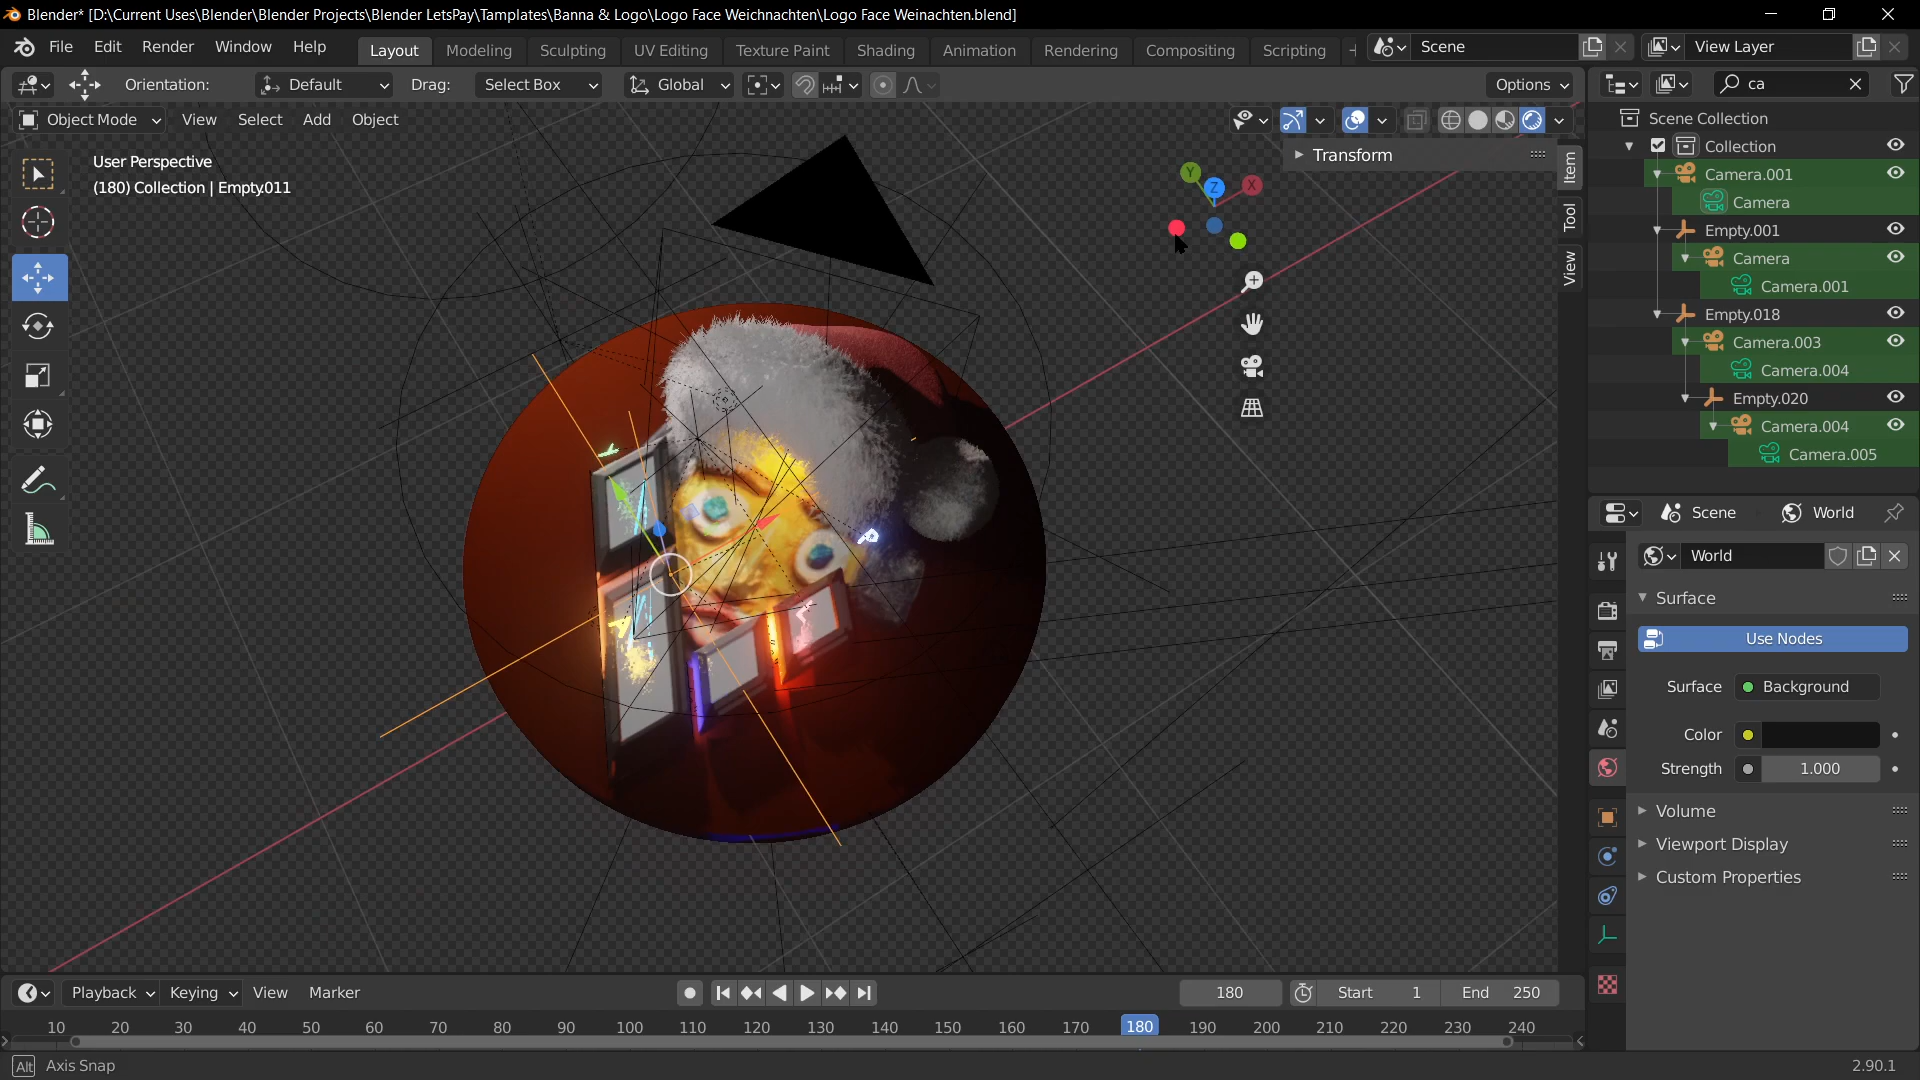 Blender* [D:\Current Uses\Blender\Blender Projects\Blender LetsPay\Tamplates\Banna & Logo\Logo Face Weichnachten\Logo Face Weinachten.blend]
File Edit Render Window Help Layout Modeling Sculpting UV Editing Texture Paint Shading Animation Rendering Compositing Scripting Scene View Layer
Orientation: Default Drag: Select Box Global Options ca
Object Mode View Select Add Object
User Perspective
(180) Collection | Empty.011
Y Z X
Transform
Item
Tool
View
Scene Collection
Collection
Camera.001
Camera
Empty.001
Camera
Camera.001
Empty.018
Camera.003
Camera.004
Empty.020
Camera.004
Camera.005
Scene World
World
Surface
Use Nodes
Surface Background
Color
Strength 1.000
Volume
Viewport Display
Custom Properties
Playback Keying View Marker 180 Start 1 End 250
10 20 30 40 50 60 70 80 90 100 110 120 130 140 150 160 170 180 190 200 210 220 230 240
Alt Axis Snap 2.90.1